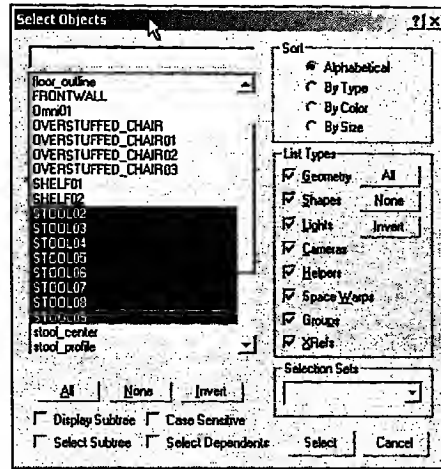 Select Objects
floor_outline
FRONTWALL
Omni01
OVERSTUFFED_CHAIR
OVERSTUFFED_CHAIR01
OVERSTUFFED_CHAIR02
OVERSTUFFED_CHAIR03
SHELF01
SHELF02
STOOL02
STOOL03
STOOL04
STOOL05
STOOL06
STOOL07
STOOL08
STOOL09
stool_center
stool_profile
All None Invert
Display Subtree Case Sensitive
Select Subtree Select Dependents
Sort
Alphabetical
By Type
By Color
By Size
List Types
Geometry All
Shapes None
Lights Invert
Cameras
Helpers
Space Warps
Groups
XRefs
Selection Sets
Select Cancel